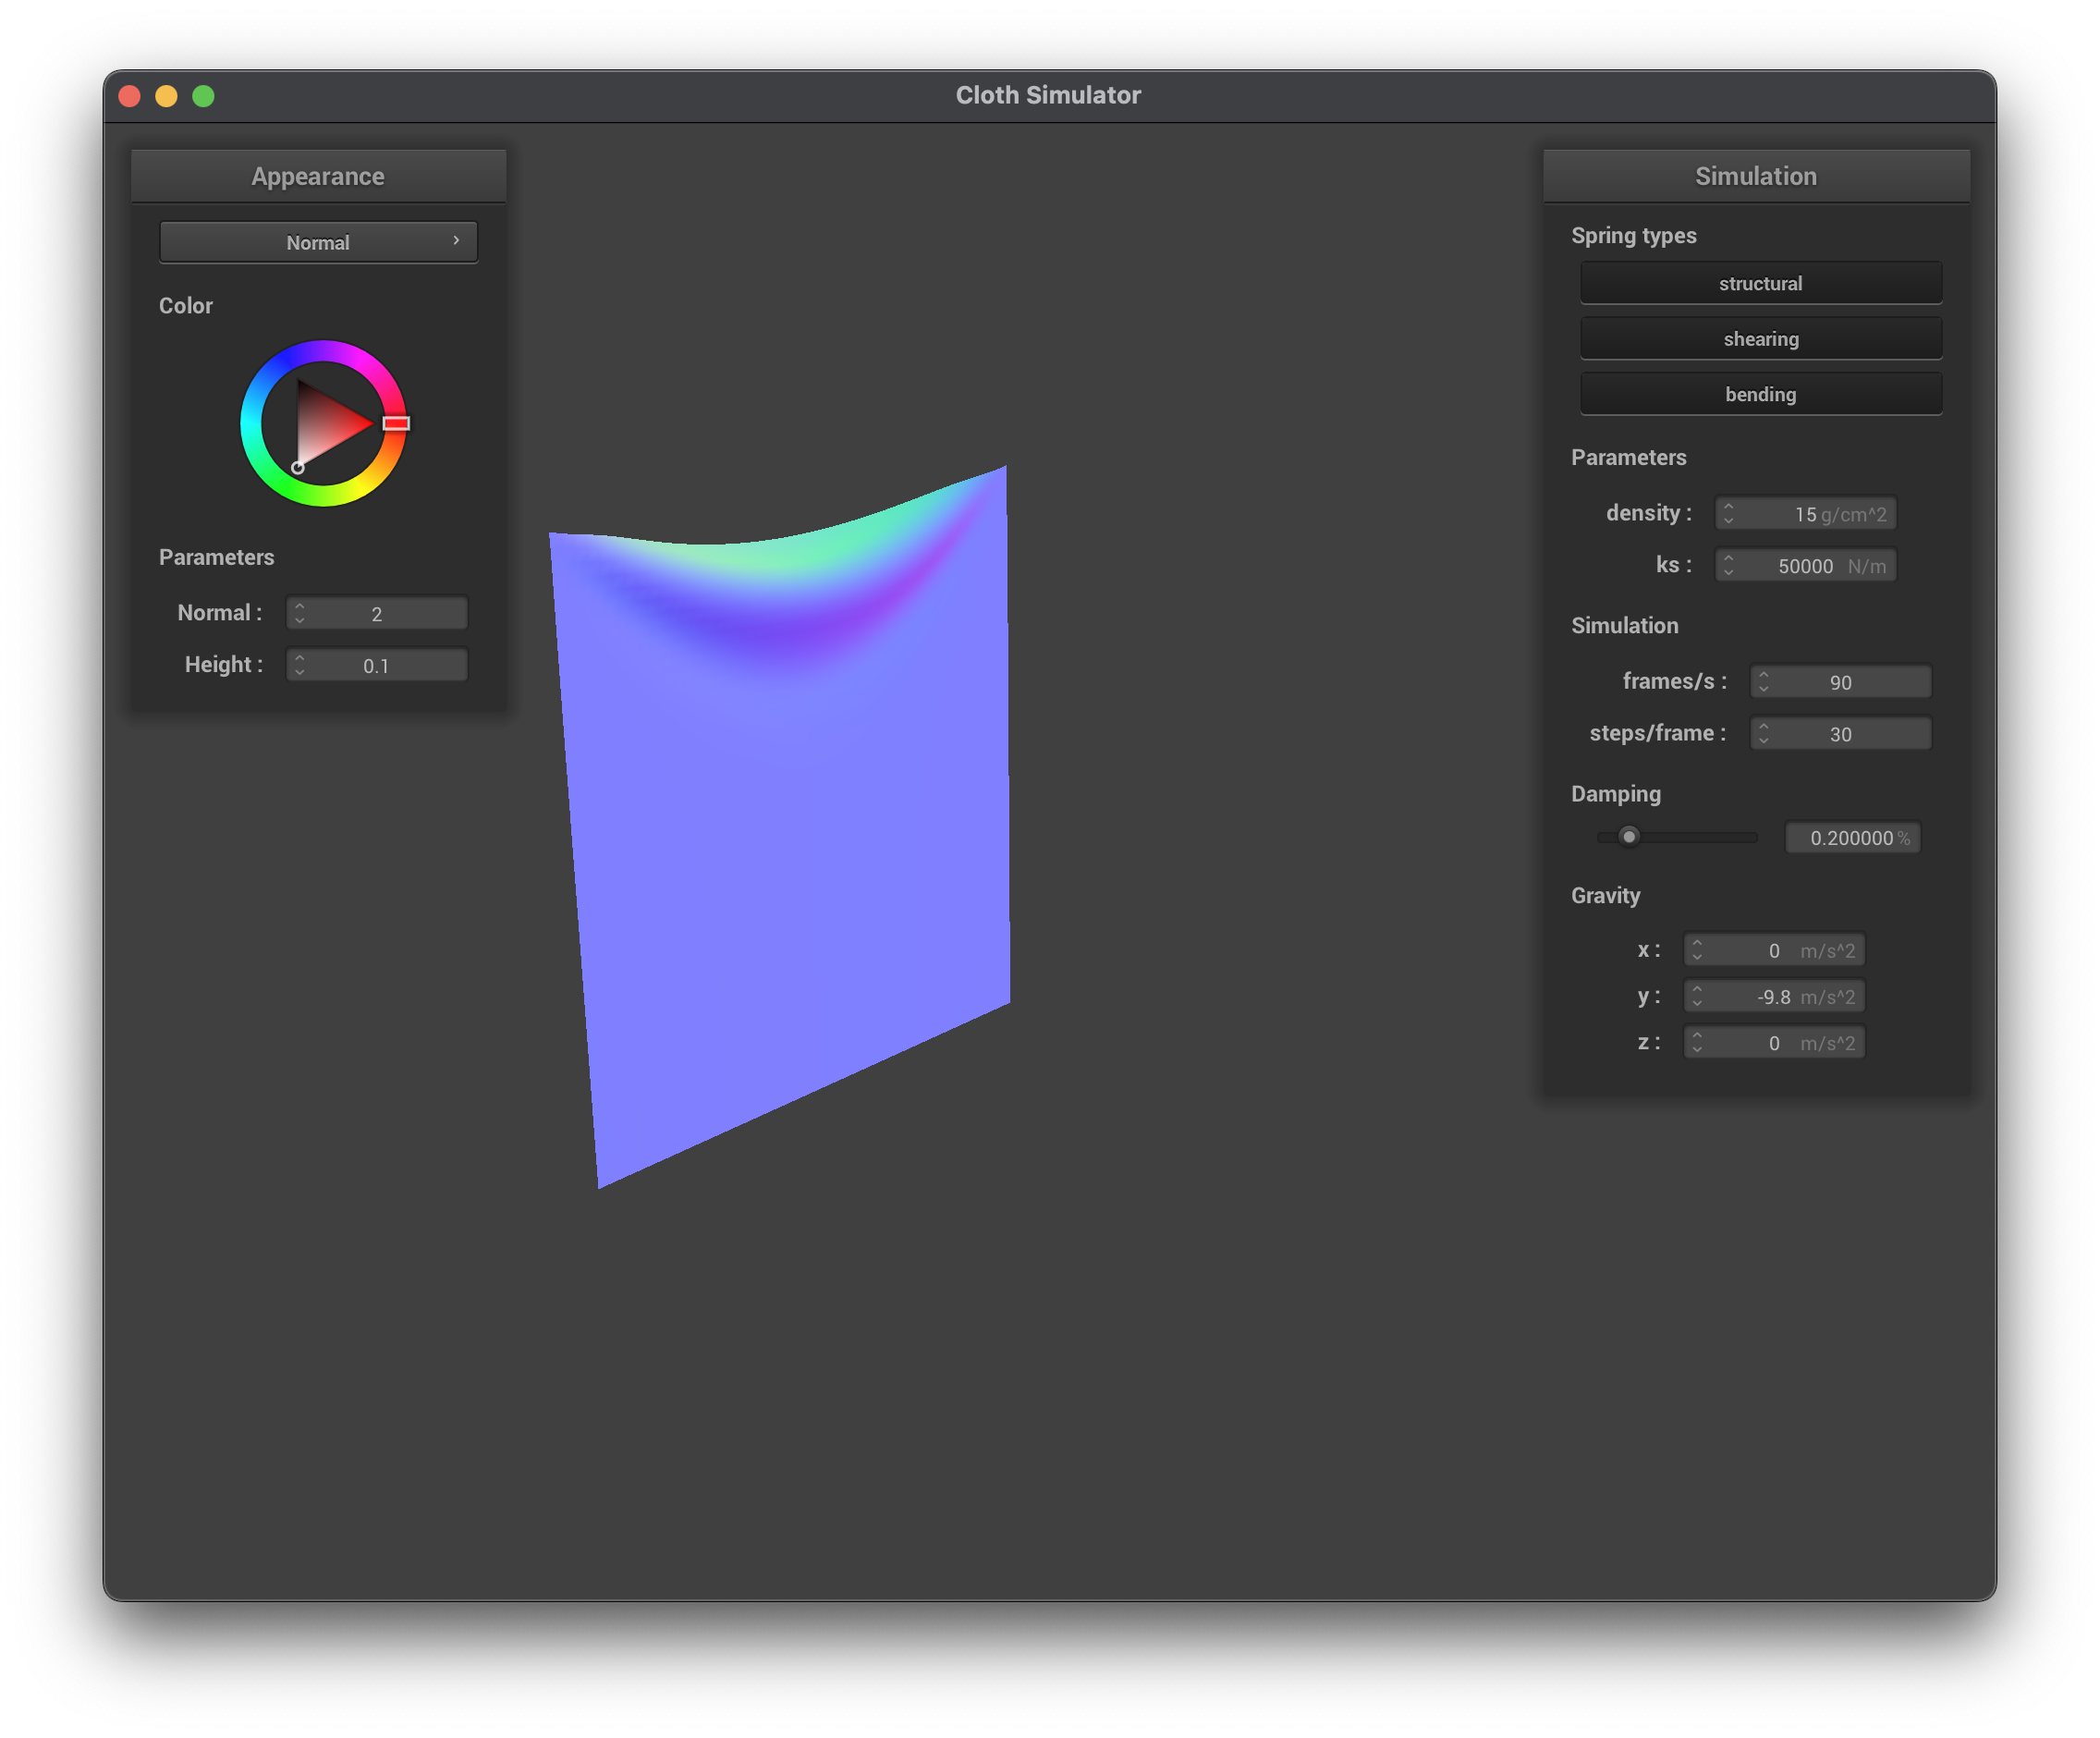 Cloth Simulator
Appearance
Normal
Color
Parameters
Normal : 2
Height : 0.1
Simulation
Spring types
structural
shearing
bending
Parameters
density : 15 g/cm^2
ks : 50000 N/m
Simulation
frames/s : 90
steps/frame : 30
Damping
0.200000 %
Gravity
x : 0 m/s^2
y : -9.8 m/s^2
z : 0 m/s^2